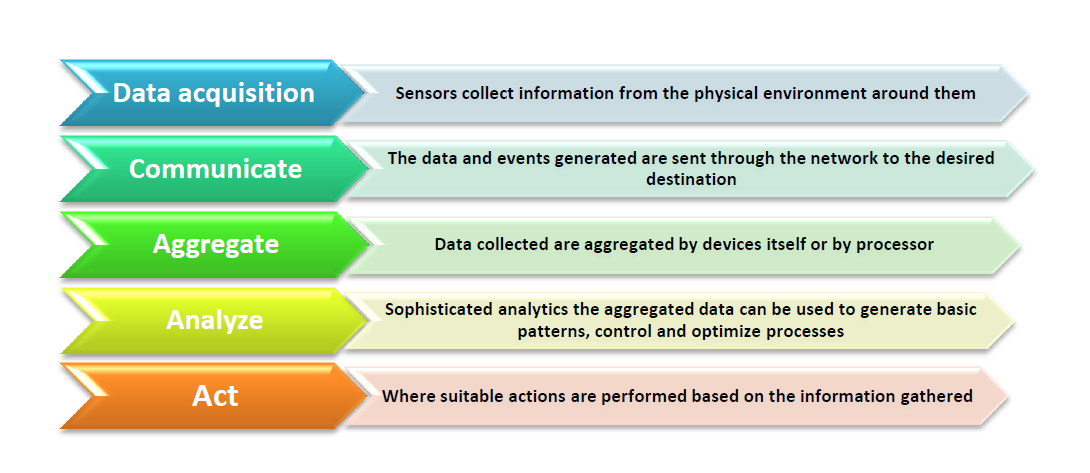 Data acquisition
Sensors collect information from the physical environment around them
Communicate
The data and events generated are sent through the network to the desired
destination
Aggregate
Data collected are aggregated by devices itself or by processor
Analyze
Sophisticated analytics the aggregated data can be used to generate basic
patterns, control and optimize processes
Act
Where suitable actions are performed based on the information gathered